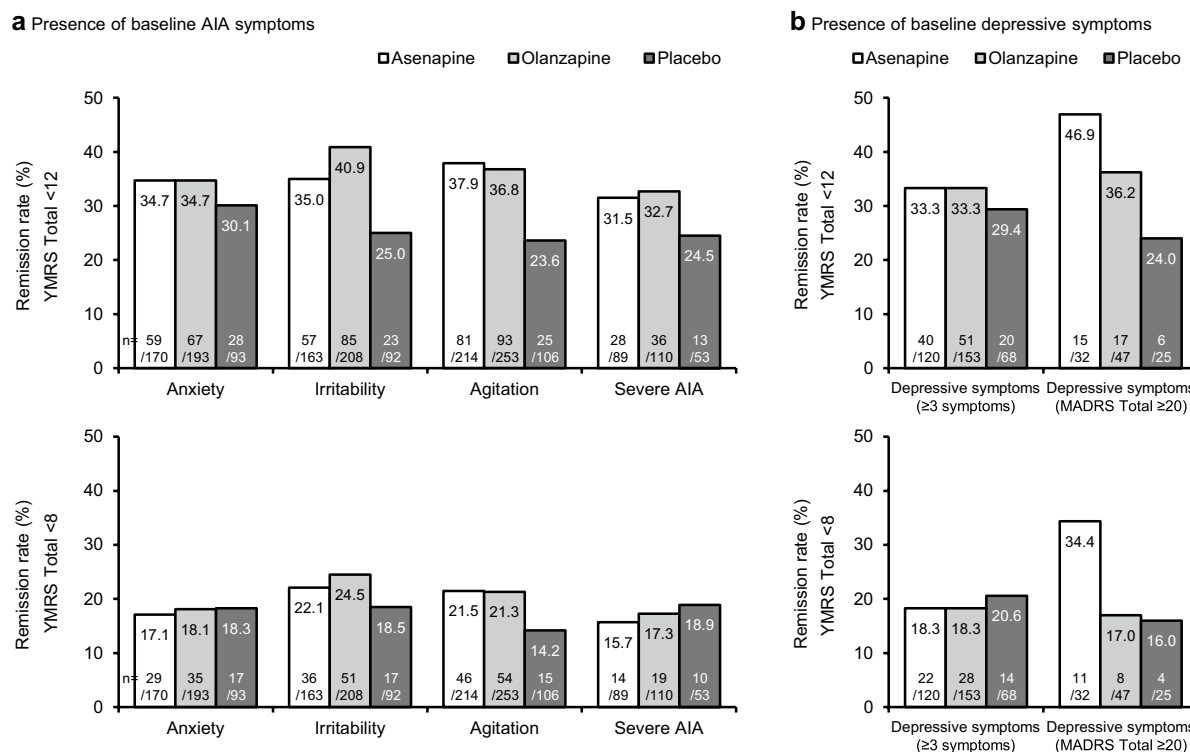 a Presence of baseline AIA symptoms
Asenapine Olanzapine Placebo
Remission rate (%)
YMRS Total <12
50
40
30
20
10
0
34.7 34.7 30.1
35.0 40.9 25.0
37.9 36.8 23.6
31.5 32.7 24.5
n= 59 67 28 57 85 23 81 93 25 28 36 13
/170 /193 /93 /163 /208 /92 /214 /253 /106 /89 /110 /53
Anxiety Irritability Agitation Severe AIA
Remission rate (%)
YMRS Total <8
50
40
30
20
10
0
17.1 18.1 18.3
22.1 24.5 18.5
21.5 21.3 14.2
15.7 17.3 18.9
n= 29 35 17 36 51 17 46 54 15 14 19 10
/170 /193 /93 /163 /208 /92 /214 /253 /106 /89 /110 /53
Anxiety Irritability Agitation Severe AIA
b Presence of baseline depressive symptoms
Asenapine Olanzapine Placebo
Remission rate (%)
YMRS Total <12
50
40
30
20
10
0
33.3 33.3 29.4
46.9 36.2 24.0
40 51 20 15 17 6
/120 /153 /68 /32 /47 /25
Depressive symptoms Depressive symptoms
(≥3 symptoms) (MADRS Total ≥20)
Remission rate (%)
YMRS Total <8
50
40
30
20
10
0
18.3 18.3 20.6
34.4 17.0 16.0
22 28 14 11 8 4
/120 /153 /68 /32 /47 /25
Depressive symptoms Depressive symptoms
(≥3 symptoms) (MADRS Total ≥20)